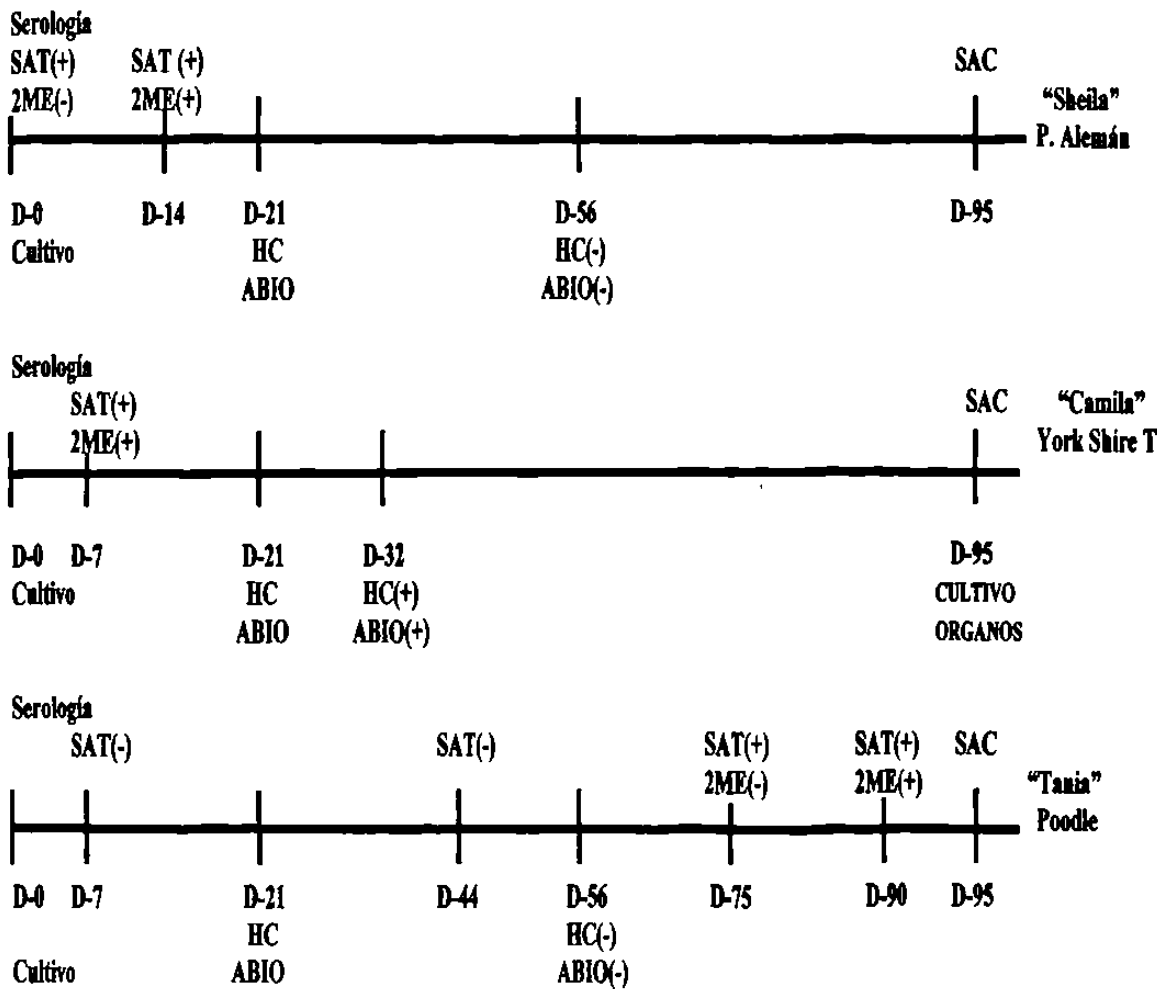 Serología
SAT(+) SAT (+) SAC
2ME(-) 2ME(+) "Sheila"
P. Alemán
D-0 D-14 D-21 D-56 D-95
Cultivo HC HC(-)
ABIO ABIO(-)
Serología
SAT(+) SAC "Camila"
2ME(+) York Shire T
D-0 D-7 D-21 D-32 D-95
Cultivo HC HC(+) CULTIVO
ABIO ABIO(+) ORGANOS
Serología
SAT(-) SAT(-) SAT(+) SAT(+) SAC
2ME(-) 2ME(+) "Tania"
Poodle
D-0 D-7 D-21 D-44 D-56 D-75 D-90 D-95
HC HC(-)
Cultivo ABIO ABIO(-)